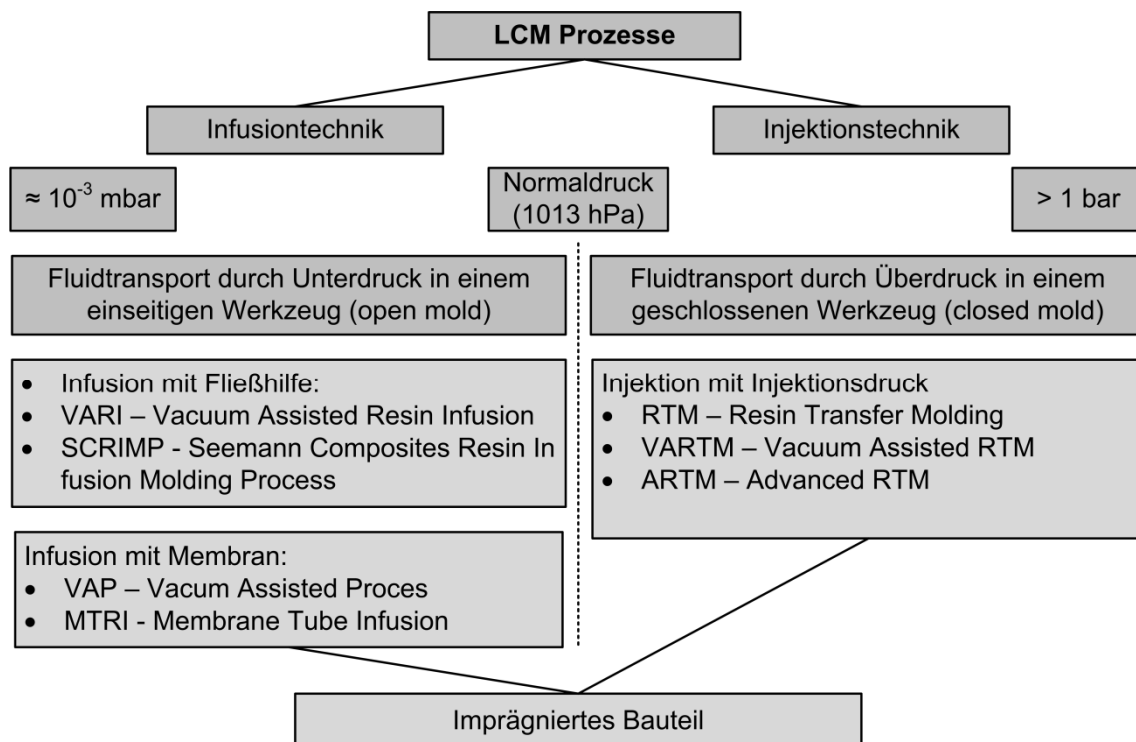 LCM Prozesse
Infusiontechnik
Injektionstechnik
≈ 10⁻³ mbar
Normaldruck
(1013 hPa)
> 1 bar
Fluidtransport durch Unterdruck in einem
einseitigen Werkzeug (open mold)
Fluidtransport durch Überdruck in einem
geschlossenen Werkzeug (closed mold)
• Infusion mit Fließhilfe:
• VARI – Vacuum Assisted Resin Infusion
• SCRIMP - Seemann Composites Resin In
fusion Molding Process
Injektion mit Injektionsdruck
• RTM – Resin Transfer Molding
• VARTM – Vacuum Assisted RTM
• ARTM – Advanced RTM
Infusion mit Membran:
• VAP – Vacum Assisted Proces
• MTRI - Membrane Tube Infusion
Imprägniertes Bauteil